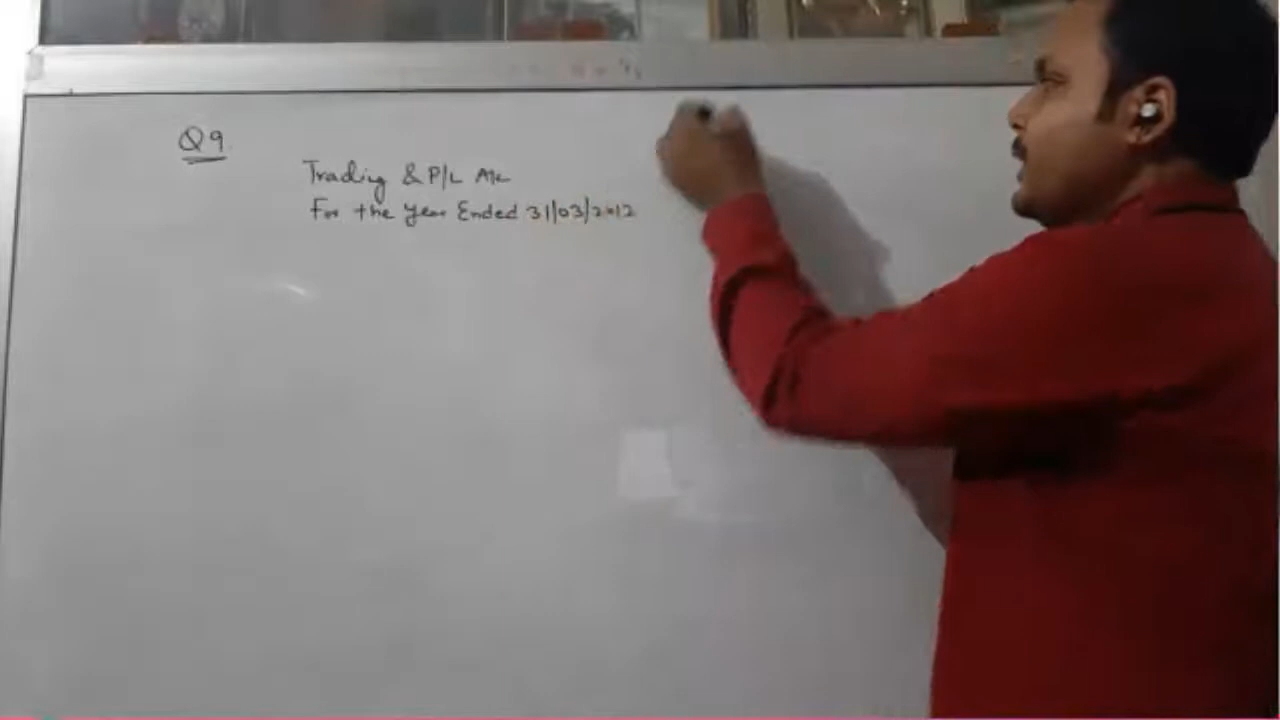 Q9
Trading & P/L A/c
For the Year Ended 31/03/2012